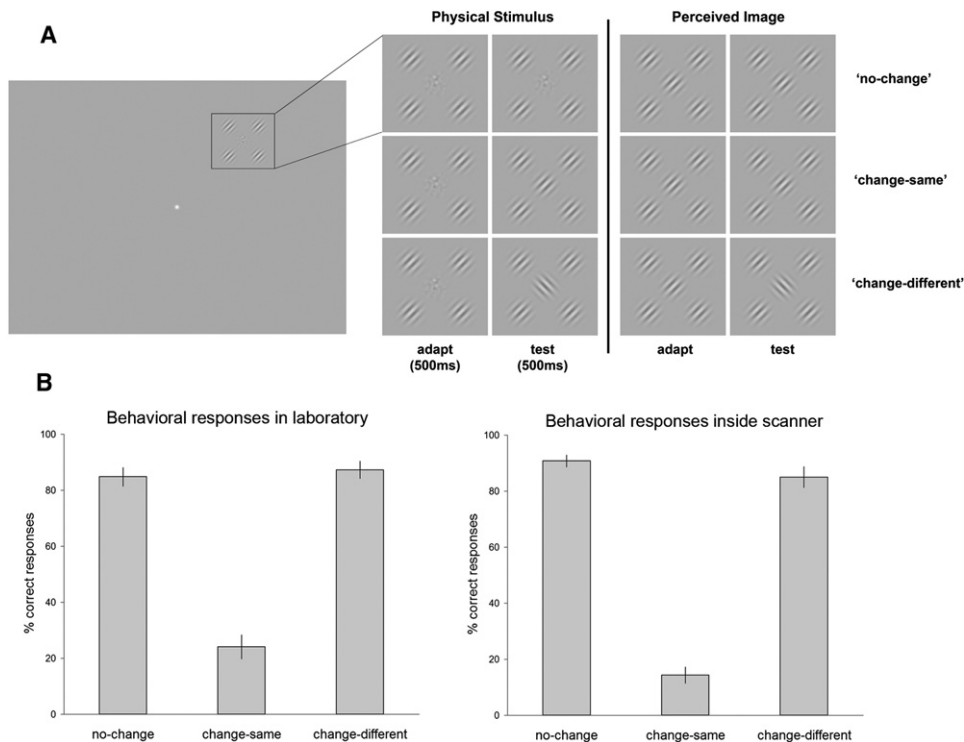 A
Physical Stimulus
Perceived Image
'no-change'
'change-same'
'change-different'
adapt
(500ms)
test
(500ms)
adapt
test
B
Behavioral responses in laboratory
% correct responses
100
80
60
40
20
0
no-change
change-same
change-different
Behavioral responses inside scanner
% correct responses
100
80
60
40
20
0
no-change
change-same
change-different